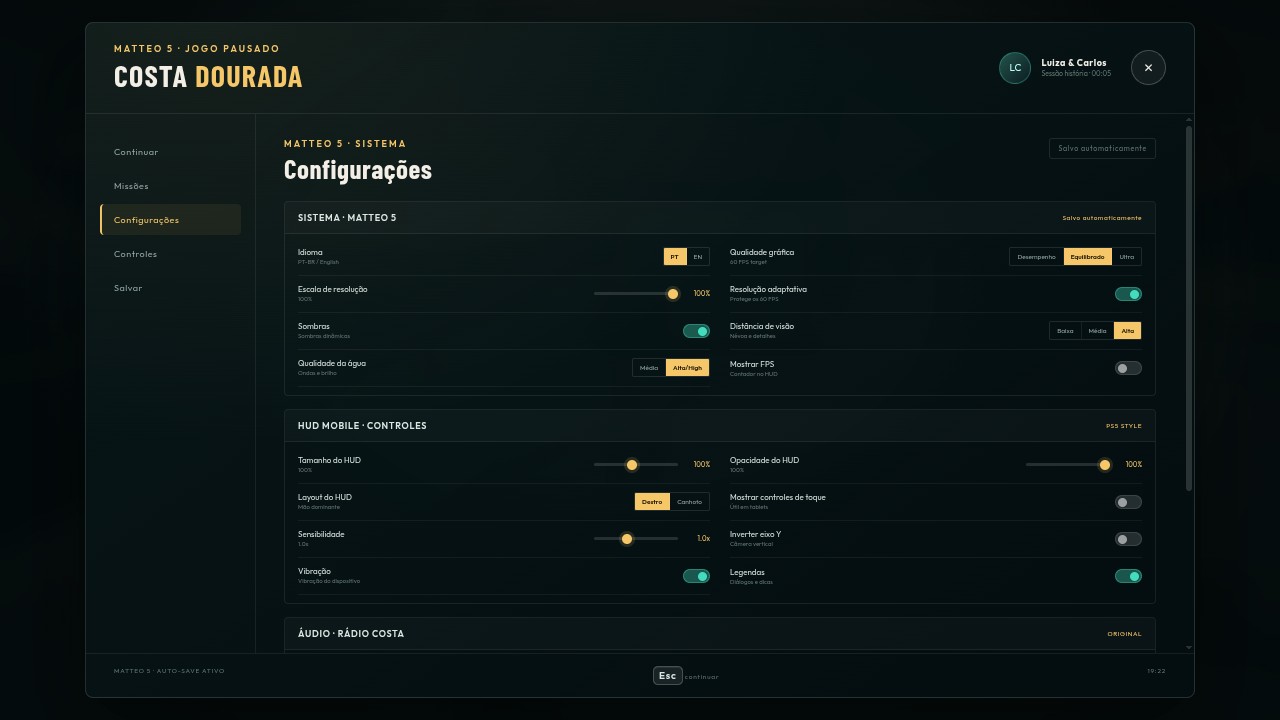 MATTEO 5 · JOGO PAUSADO
COSTA DOURADA
LC
Luiza & Carlos
Sessão história · 00:05
×
Continuar
Missões
Configurações
Controles
Salvar
MATTEO 5 · SISTEMA
Configurações
Salvo automaticamente
SISTEMA · MATTEO 5
Salvo automaticamente
Idioma
PT-BR / English
PT EN
Qualidade gráfica
60 FPS target
Desempenho Equilibrado Ultra
Escala de resolução
100%
100%
Resolução adaptativa
Protege os 60 FPS
Sombras
Sombras dinâmicas
Distância de visão
Névoa e detalhes
Baixa Média Alta
Qualidade da água
Ondas e brilho
Média Alta/High
Mostrar FPS
Contador no HUD
HUD MOBILE · CONTROLES
PS5 STYLE
Tamanho do HUD
100%
100%
Opacidade do HUD
100%
100%
Layout do HUD
Mão dominante
Destro Canhoto
Mostrar controles de toque
Útil em tablets
Sensibilidade
1.0x
1.0x
Inverter eixo Y
Câmera vertical
Vibração
Vibração do dispositivo
Legendas
Diálogos e dicas
ÁUDIO · RÁDIO COSTA
ORIGINAL
MATTEO 5 · AUTO-SAVE ATIVO
Esc continuar
19:22